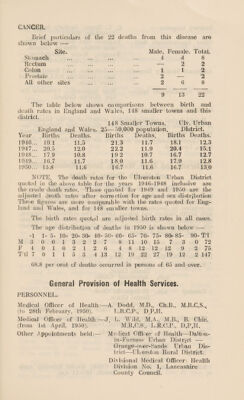 CANCER.
Brief particulars of the 22 deaths from this disease are
shown below :—
Site. Male. Female. Total.
Stomach ... ... ... 4 4 8
Rectum ... ... ... — 2 2
Colon ... ... ... 1 1 2
Prostate ... ... ... 2 — 2
All other sites ... ... ... 2 6 8
9 13 22
The table below shows comparisons between birth and
death rates in England and Wales, 148 smaller towns and this
district.
148 Smaller Towns, Ulv. Urban
England and Wales. 25—50,000 population. District.
Year Births Deaths Births Deaths. Births Deaths.
1946... 19.1 11.5 21.3 11.7 18.1 12.3
1947... 20.5 12.0 22.2 11.9 20.4 15.1
1948... 17.9 10.8 19.2 10.7 16.7 12.7
1949... 16.7 11.7 18.0 11.6 17.6 12.8
1950... 15.8 11.6 16.7 11.6 16.6
NOTE. The death rates for the Ulverston Urban District
quoted in the above table for the years 1946-1948 inclusive are
the crude death rates. Those quoted for 1949 and 1950 are the
adjusted death rates after correction for age and sex distribution
These figures are more comparable with the rates quoted for Eng-
land and Wales, and for 148 smaller towns.
The birth rates quoted are adjusted birth rates in all cases.
The age distribution of deaths in 1950 is shown below :—
-1 1- 5- 10- 20- 30- 40- 50- 60- 65- 70- 75- 80- 85- 90- Ttl
M 3 0 0 1 3 2 2 7 8 11 10 15 7 3 0 72
F 4 0 1 0 2 1 2 6 4 8 12 12 12 9 2 75
Ttl 7 0 1 1 5 3 4 13 12 19 22 27 19 12 2 147
68.8 per cent of deaths occurred in persons of 65 and over.
General Provision of Health Services.
PERSONNEL.
Medical Officer of Health—A. Dodd, M.D., Ch.B., M.R.C.S.,
(to 28th February, 1950). L.R.C.P., D.P.H.
Medical Officer of Health—J. L. Wild, M.A., M.B., B. Chir.
(from 1st April, 1950). M.R.C.S., L.R.C.P., D.P.H.
Other Appointments held:— Medical Officer of Health—Dalton-
in-Furness Urban District —
Grange-over-Sands Urban Dis-
trict—Ulverston Rural District.
Divisional Medical Officer Health
Division No. 1, Lancashire
County Council.